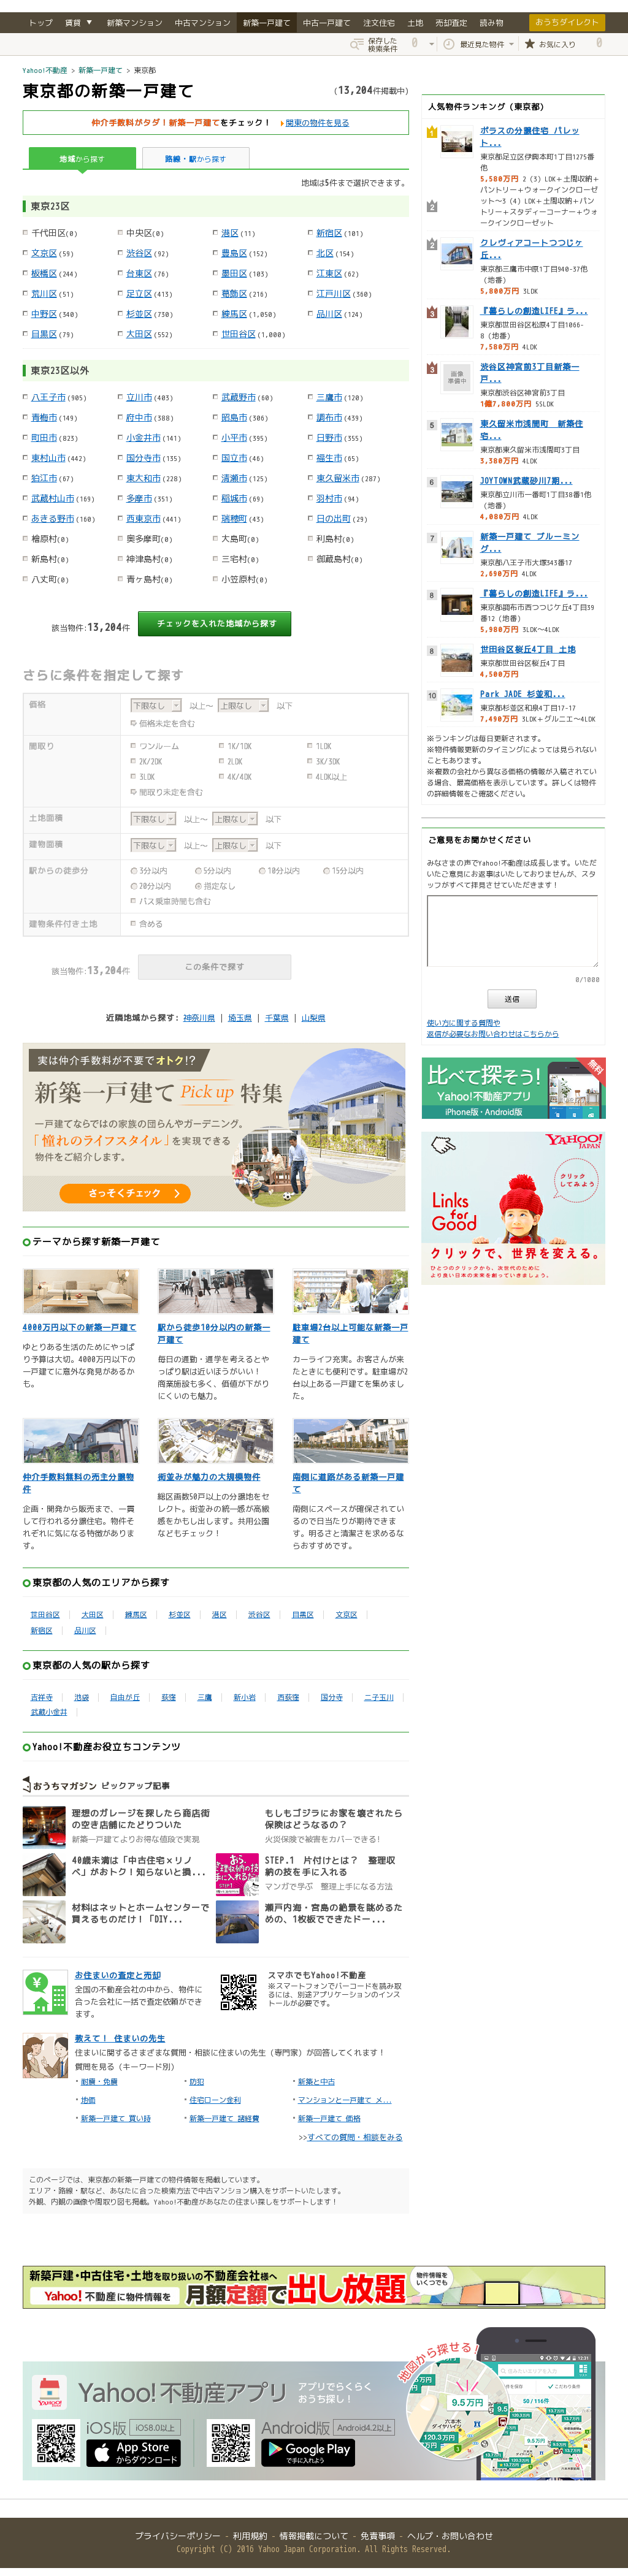 トップ 賃貸 ▼ 新築マンション 中古マンション 新築一戸建て 中古一戸建て 注文住宅 土地 売却査定 読み物 おうちダイレクト
保存した検索条件 0 最近見た物件 お気に入り 0
Yahoo!不動産 > 新築一戸建て > 東京都
東京都の新築一戸建て
(13,204件掲載中)
仲介手数料がタダ！新築一戸建てをチェック！ 関東の物件を見る
地域から探す 路線・駅から探す
地域は5件まで選択できます。
東京23区
千代田区(0) 中央区(0) 港区(11) 新宿区(101)
文京区(59) 渋谷区(92) 豊島区(152) 北区(154)
板橋区(244) 台東区(76) 墨田区(103) 江東区(62)
荒川区(51) 足立区(413) 葛飾区(216) 江戸川区(360)
中野区(340) 杉並区(730) 練馬区(1,050) 品川区(124)
目黒区(79) 大田区(552) 世田谷区(1,000)
東京23区以外
八王子市(905) 立川市(403) 武蔵野市(60) 三鷹市(120)
青梅市(149) 府中市(388) 昭島市(306) 調布市(439)
町田市(823) 小金井市(141) 小平市(395) 日野市(355)
東村山市(442) 国分寺市(135) 国立市(46) 福生市(65)
狛江市(67) 東大和市(228) 清瀬市(125) 東久留米市(287)
武蔵村山市(169) 多摩市(351) 稲城市(69) 羽村市(94)
あきる野市(160) 西東京市(441) 瑞穂町(43) 日の出町(29)
檜原村(0) 奥多摩町(0) 大島町(0) 利島村(0)
新島村(0) 神津島村(0) 三宅村(0) 御蔵島村(0)
八丈町(0) 青ヶ島村(0) 小笠原村(0)
該当物件:13,204件 チェックを入れた地域から探す
さらに条件を指定して探す
価格 下限なし 以上～ 上限なし 以下
価格未定を含む
間取り ワンルーム 1K/1DK 1LDK
2K/2DK 2LDK 3K/3DK
3LDK 4K/4DK 4LDK以上
間取り未定を含む
土地面積 下限なし 以上～ 上限なし 以下
建物面積 下限なし 以上～ 上限なし 以下
駅からの徒歩分 3分以内 5分以内 10分以内 15分以内
20分以内 指定なし
バス乗車時間も含む
建物条件付き土地 含める
該当物件:13,204件 この条件で探す
近隣地域から探す: 神奈川県 | 埼玉県 | 千葉県 | 山梨県
実は仲介手数料が不要でオトク!?
新築一戸建て Pick up 特集
一戸建てならではの家族の団らんやガーデニング。
「憧れのライフスタイル」を実現できる
物件をご紹介します。
さっそくチェック
テーマから探す新築一戸建て
4000万円以下の新築一戸建て
ゆとりある生活のためにやっぱり予算は大切。4000万円以下の一戸建てに意外な発見があるかも。
駅から徒歩10分以内の新築一戸建て
毎日の通勤・通学を考えるとやっぱり駅は近いほうがいい！商業施設も多く、価値が下がりにくいのも魅力。
駐車場2台以上可能な新築一戸建て
カーライフ充実。お客さんが来たときにも便利です。駐車場が2台以上ある一戸建てを集めました。
仲介手数料無料の売主分譲物件
企画・開発から販売まで、一貫して行われる分譲住宅。物件それぞれに気になる特徴があります。
街並みが魅力の大規模物件
総区画数50戸以上の分譲地をセレクト。街並みの統一感が高級感をかもし出します。共用公園などもチェック！
南側に道路がある新築一戸建て
南側にスペースが確保されているので日当たりが期待できます。明るさと清潔さを求めるならおすすめです。
東京都の人気のエリアから探す
世田谷区 大田区 練馬区 杉並区 港区 渋谷区 目黒区 文京区
新宿区 品川区
東京都の人気の駅から探す
吉祥寺 池袋 自由が丘 荻窪 三鷹 新小岩 西荻窪 国分寺 二子玉川
武蔵小金井
Yahoo!不動産お役立ちコンテンツ
おうちマガジン ピックアップ記事
理想のガレージを探したら商店街の空き店舗にたどりついた
新築一戸建てよりお得な値段で実現
もしもゴジラにお家を壊されたら保険はどうなるの？
火災保険で被害をカバーできる!
40歳未満は「中古住宅×リノベ」がおトク！知らないと損...
STEP.1 片付けとは？ 整理収納の技を手に入れる
マンガで学ぶ 整理上手になる方法
材料はネットとホームセンターで買えるものだけ！「DIY...
瀬戸内海・宮島の絶景を眺めるための、1枚板でできたドー...
お住まいの査定と売却
全国の不動産会社の中から、物件に合った会社に一括で査定依頼ができます。
スマホでもYahoo!不動産
※スマートフォンでバーコードを読み取るには、別途アプリケーションのインストールが必要です。
教えて！ 住まいの先生
住まいに関するさまざまな質問・相談に住まいの先生（専門家）が回答してくれます！
質問を見る（キーワード別）
耐震・免震 防犯 新築と中古
地価 住宅ローン金利 マンションと一戸建て メ...
新築一戸建て 買い時 新築一戸建て 諸経費 新築一戸建て 価格
>>すべての質問・相談をみる
このページでは、東京都の新築一戸建ての物件情報を掲載しています。
エリア・路線・駅など、あなたに合った検索方法で中古マンション購入をサポートいたします。
外観、内観の画像や間取り図も掲載。Yahoo!不動産があなたの住まい探しをサポートします！
人気物件ランキング（東京都）
1 ポラスの分譲住宅 パレット...
東京都足立区伊興本町1丁目1275番他
5,580万円 2（3）LDK＋土間収納＋パントリー＋ウォークインクローゼット～3（4）LDK＋土間収納＋パントリー＋スタディーコーナー＋ウォークインクローゼット
2
2 クレヴィアコートつつじヶ丘...
東京都三鷹市中原1丁目940-37他（地番）
5,800万円 3LDK
3 『暮らしの創造LIFE』ラ...
東京都世田谷区松原4丁目1066-8（地番）
7,580万円 4LDK
3 画像準備中 渋谷区神宮前3丁目新築一戸...
東京都渋谷区神宮前3丁目
1億7,800万円 5SLDK
5 東久留米市浅間町 新築住宅...
東京都東久留米市浅間町3丁目
3,380万円 4LDK
6 JOYTOWN武蔵砂川7期...
東京都立川市一番町1丁目38番1他（地番）
4,080万円 4LDK
7 新築一戸建て ブルーミング...
東京都八王子市大塚343番17
2,690万円 4LDK
8 『暮らしの創造LIFE』ラ...
東京都調布市西つつじケ丘4丁目39番12（地番）
5,980万円 3LDK～4LDK
8 世田谷区桜丘4丁目 土地
東京都世田谷区桜丘4丁目
4,500万円
10 Park JADE 杉並和...
東京都杉並区和泉4丁目17-17
7,490万円 3LDK＋グルニエ～4LDK
※ランキングは毎日更新されます。
※物件情報更新のタイミングによっては見られないこともあります。
※複数の会社から異なる価格の情報が入稿されている場合、最高価格を表示しています。詳しくは物件の詳細情報をご確認ください。
ご意見をお聞かせください
みなさまの声でYahoo!不動産は成長します。いただいたご意見にお返事はいたしておりませんが、スタッフがすべて拝見させていただきます！
0/1000
送信
使い方に関する質問や
返信が必要なお問い合わせはこちらから
比べて探そう! 無料
Yahoo!不動産アプリ
iPhone版・Android版
YAHOO! JAPAN
クリックしてみよう
Links for Good
クリックで、世界を変える。
ひとつのクリックから、次世代のために
より良い日本の未来を創っていきましょう。
新築戸建・中古住宅・土地を取り扱いの不動産会社様へ
Yahoo!不動産に物件情報を 月額定額で出し放題
物件情報をいくつでも
Yahoo!不動産アプリ アプリでらくらくおうち探し！
地図から探せる！
iOS版 iOS8.0以上 App Storeからダウンロード
Android版 Android4.2以上 Google Play で手に入れよう
プライバシーポリシー - 利用規約 - 情報掲載について - 免責事項 - ヘルプ・お問い合わせ
Copyright (C) 2016 Yahoo Japan Corporation. All Rights Reserved.